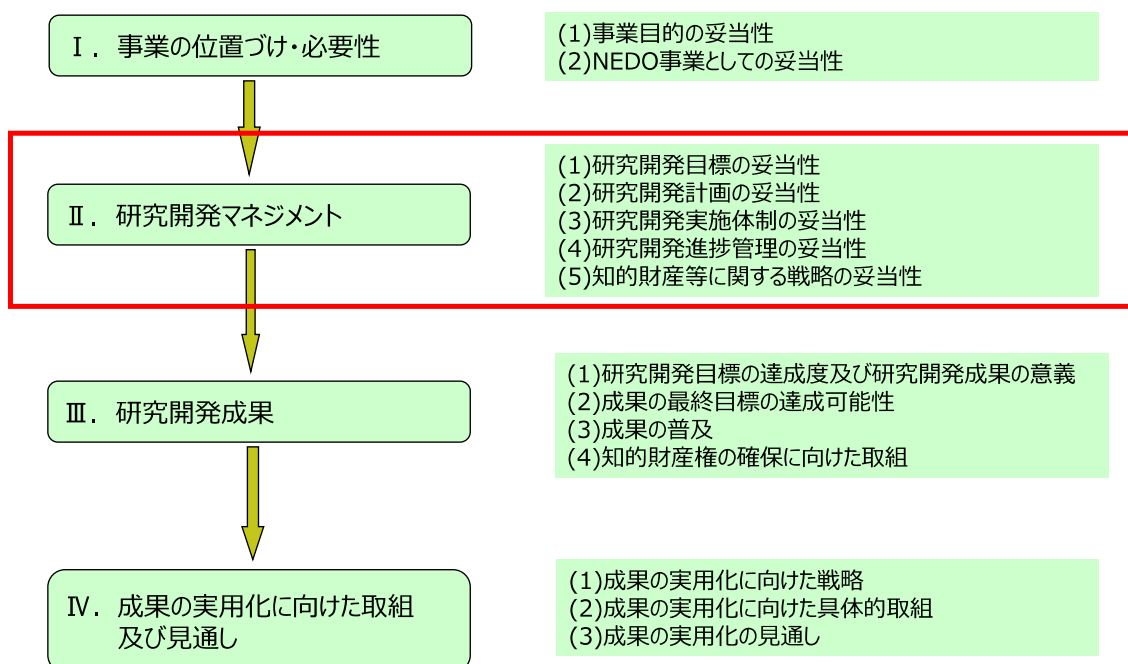 Ⅰ．事業の位置づけ・必要性
(1)事業目的の妥当性
(2)NEDO事業としての妥当性
Ⅱ．研究開発マネジメント
(1)研究開発目標の妥当性
(2)研究開発計画の妥当性
(3)研究開発実施体制の妥当性
(4)研究開発進捗管理の妥当性
(5)知的財産等に関する戦略の妥当性
Ⅲ．研究開発成果
(1)研究開発目標の達成度及び研究開発成果の意義
(2)成果の最終目標の達成可能性
(3)成果の普及
(4)知的財産権の確保に向けた取組
Ⅳ．成果の実用化に向けた取組
及び見通し
(1)成果の実用化に向けた戦略
(2)成果の実用化に向けた具体的取組
(3)成果の実用化の見通し